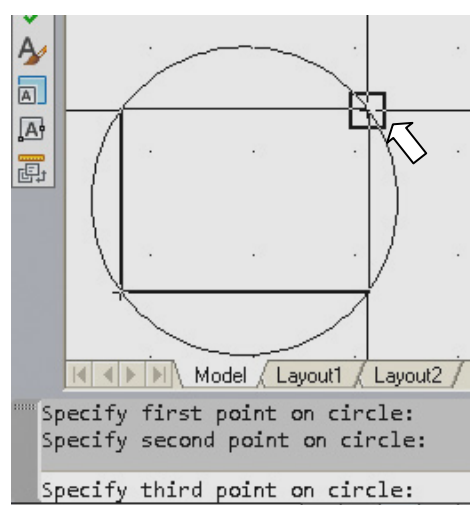 A
A
A
Model Layout1 Layout2
Specify first point on circle:
Specify second point on circle:
Specify third point on circle: